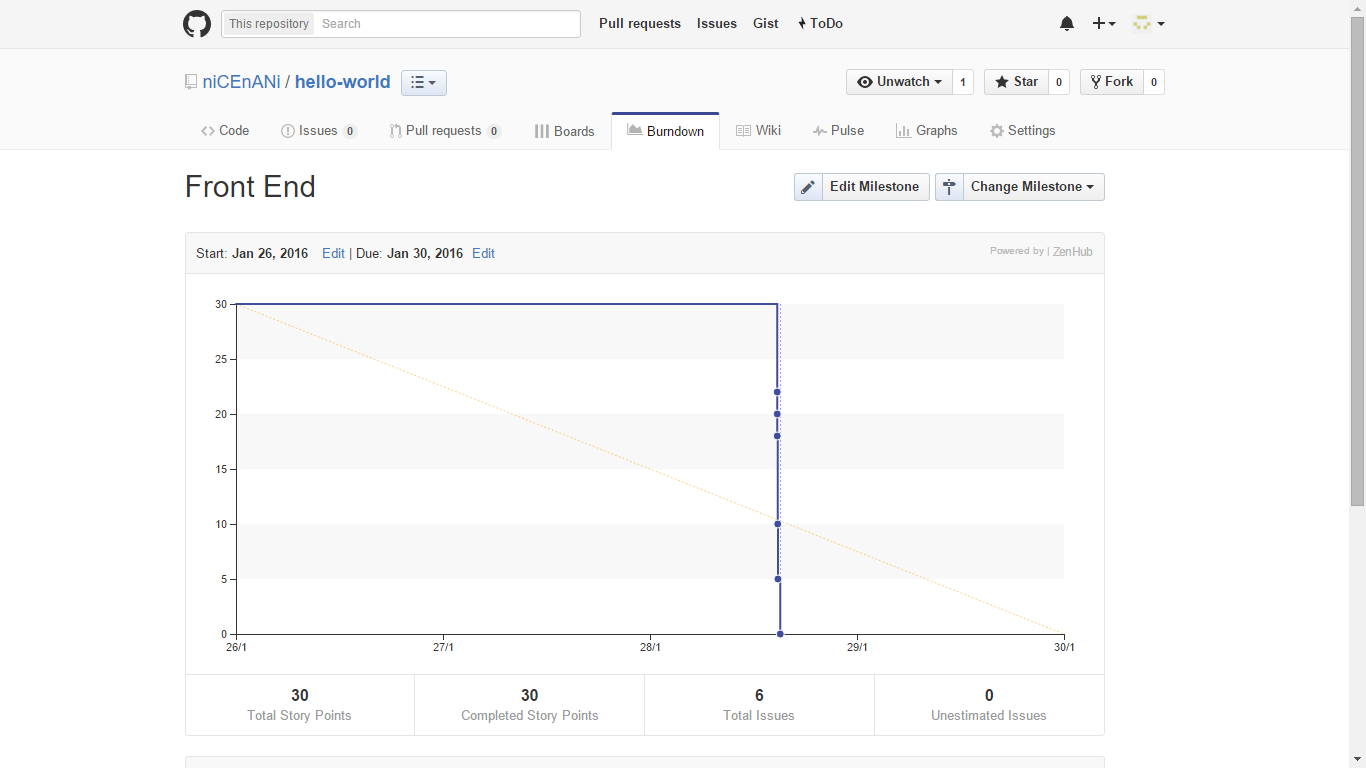 This repository Search Pull requests Issues Gist ToDo
niCEnANi / hello-world Unwatch 1 Star 0 Fork 0
Code Issues 0 Pull requests 0 Boards Burndown Wiki Pulse Graphs Settings
Front End Edit Milestone Change Milestone
Start: Jan 26, 2016 Edit | Due: Jan 30, 2016 Edit Powered by | ZenHub
30
25
20
15
10
5
0
26/1 27/1 28/1 29/1 30/1
30 30 6 0
Total Story Points Completed Story Points Total Issues Unestimated Issues